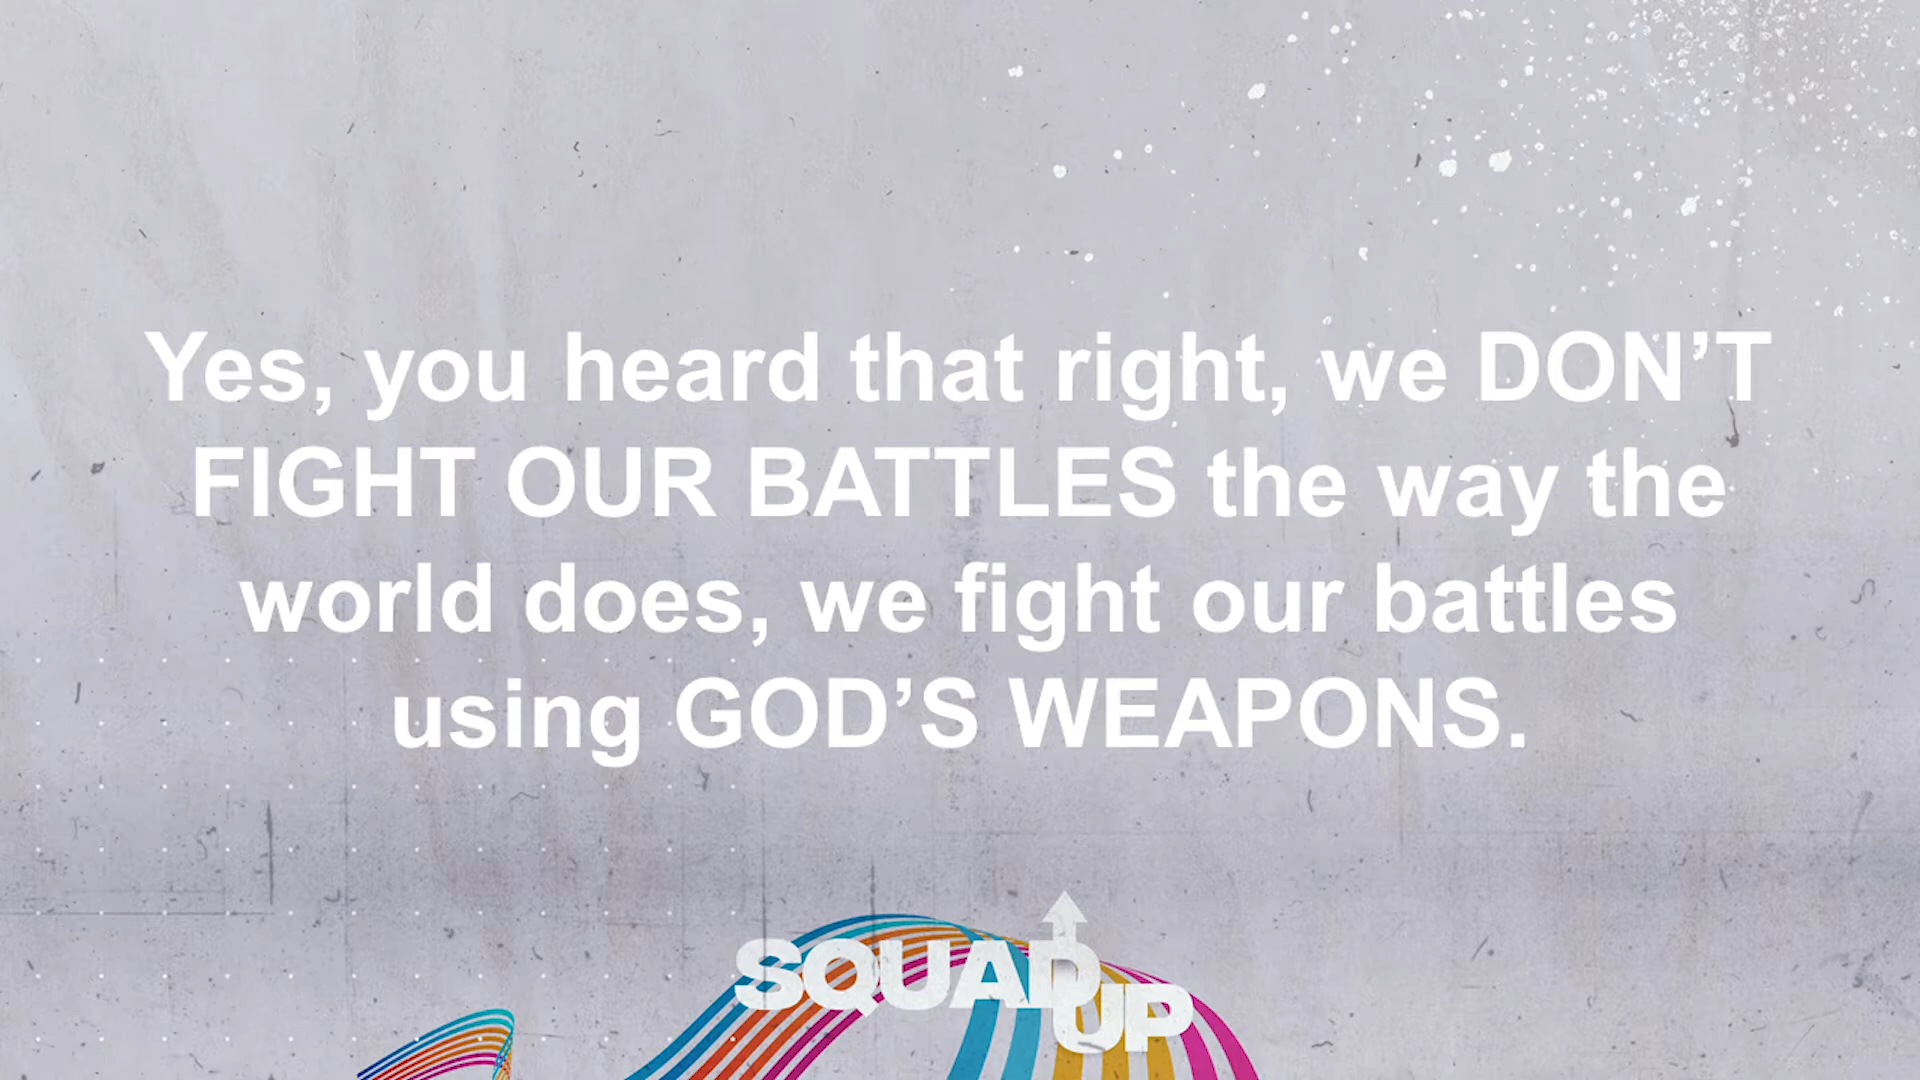 Yes, you heard that right, we DON’T
FIGHT OUR BATTLES the way the
world does, we fight our battles
using GOD’S WEAPONS.
SQUAD
UP